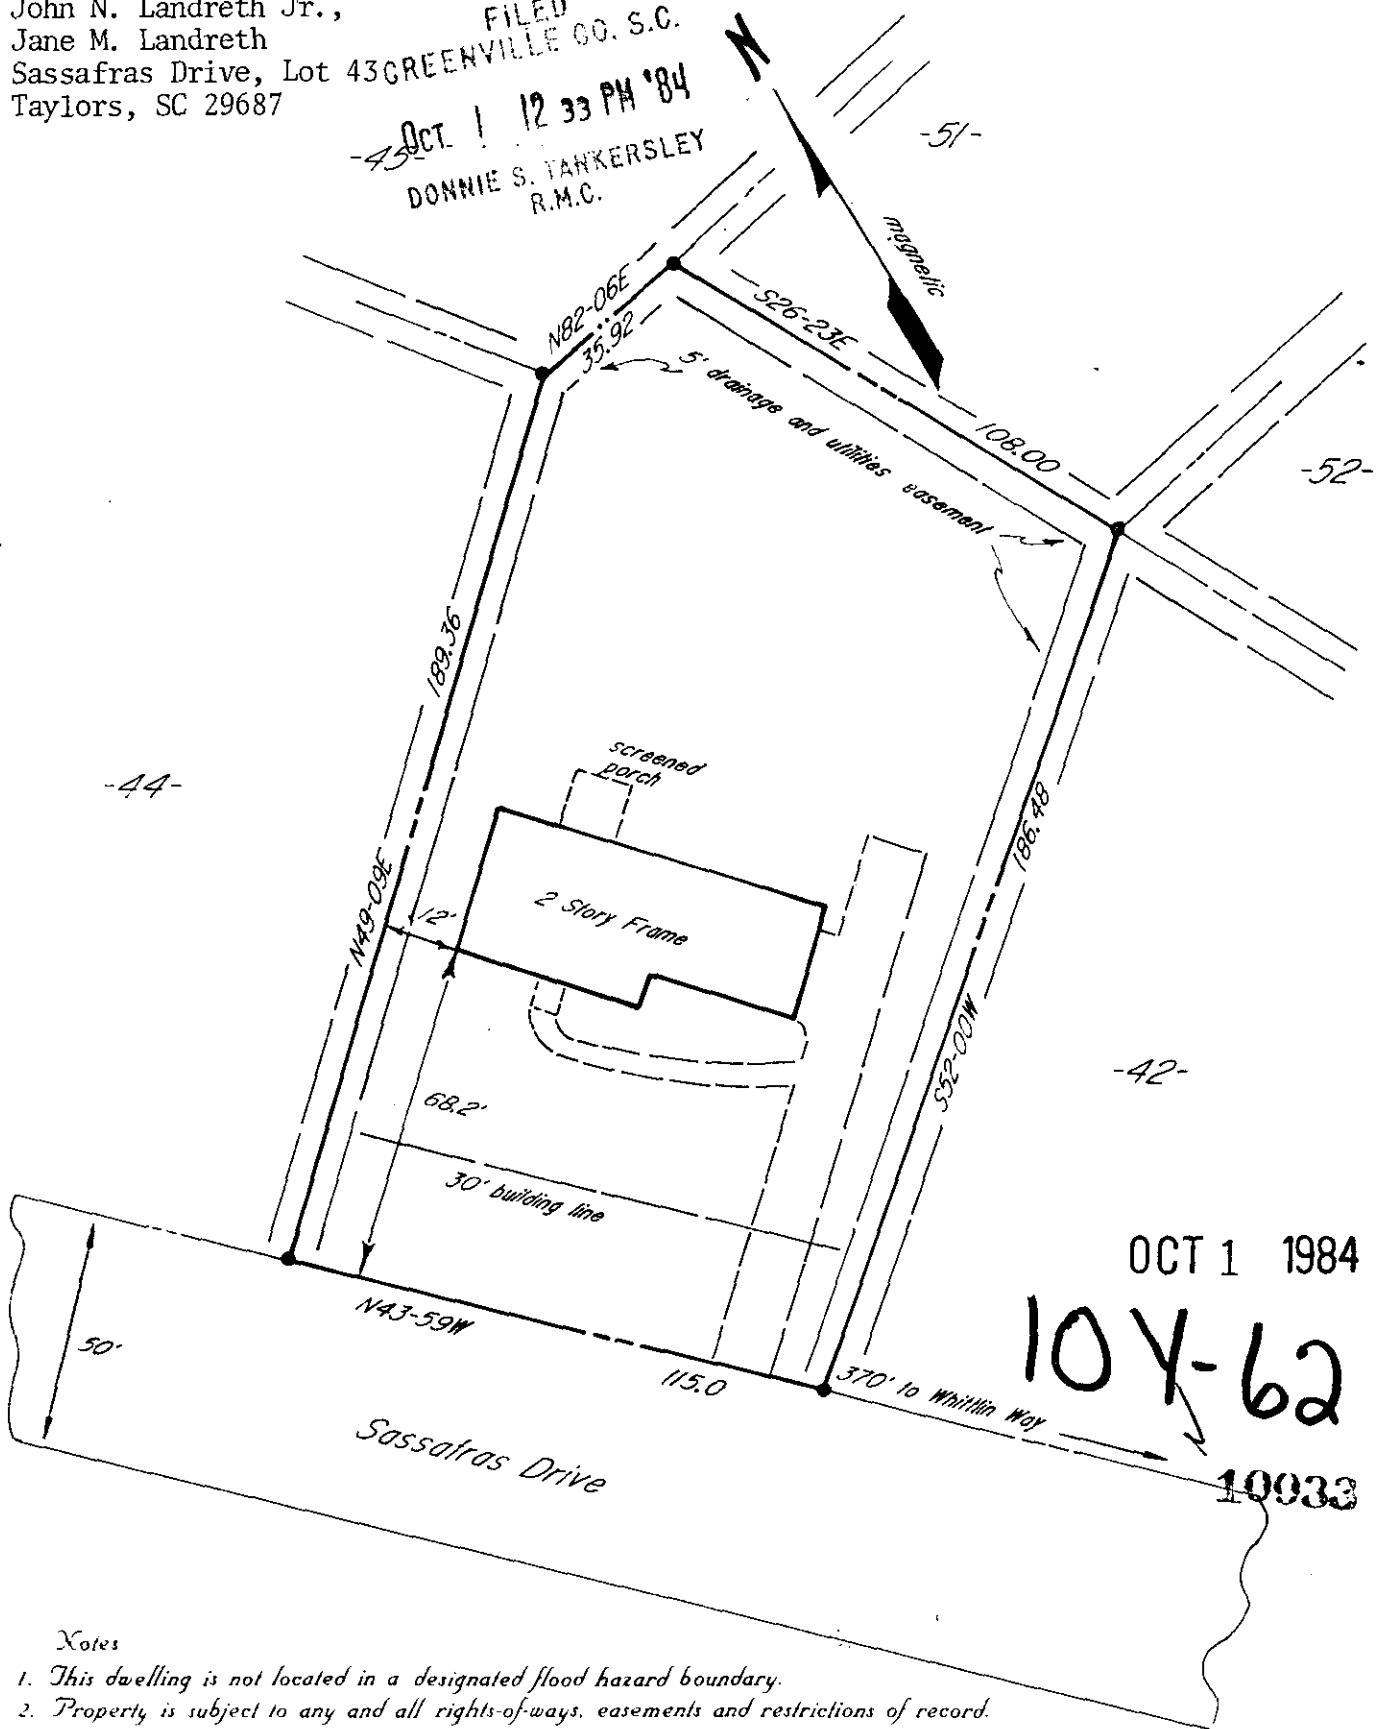 John N. Landreth Jr.,
Jane M. Landreth
Sassafras Drive, Lot 43
Taylors, SC 29687
FILED
GREENVILLE CO. S.C.
OCT 1 12 33 PM '84
DONNIE S. TANKERSLEY
R.M.C.
N
magnetic
-45-
-51-
N82-06E
35.92
S26-23E
108.00
5' drainage and utilities easement
-52-
189.36
N49-09E
-44-
screened
porch
2 Story Frame
12'
186.48
S52-00W
-42-
68.2'
30' building line
N43-59W
115.0
370' to Whittlin Way
50'
Sassafras Drive
OCT 1 1984
10Y-62
10933
Notes
1. This dwelling is not located in a designated flood hazard boundary.
2. Property is subject to any and all rights-of-ways, easements and restrictions of record.